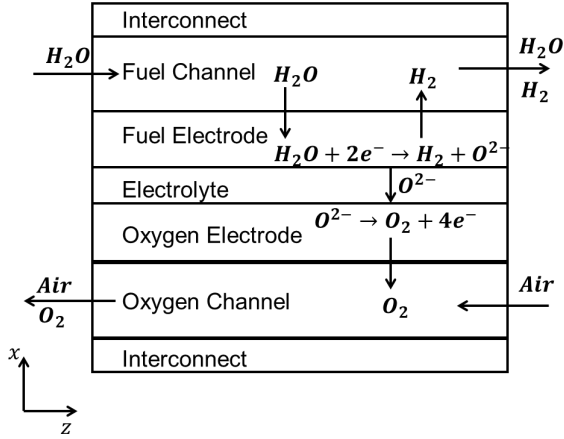 Interconnect
H₂O
Fuel Channel H₂O H₂
H₂O
H₂
Fuel Electrode
H₂O + 2e⁻ → H₂ + O²⁻
Electrolyte O²⁻
O²⁻ → O₂ + 4e⁻
Oxygen Electrode
Air
O₂
Oxygen Channel O₂
Air
Interconnect
x
z